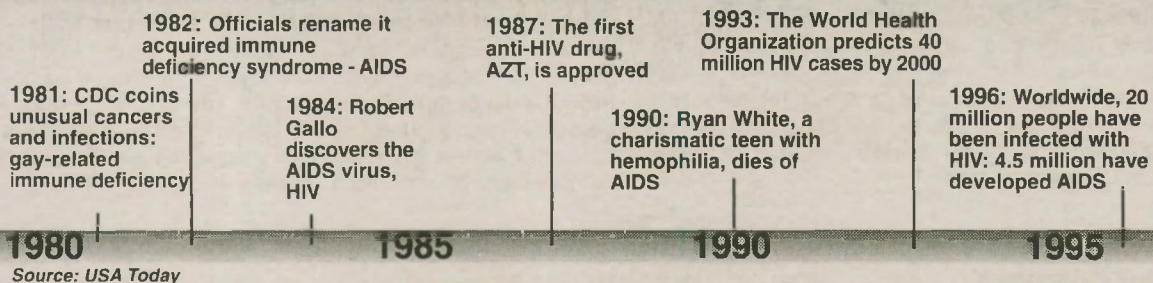 1981: CDC coins
unusual cancers
and infections:
gay-related
immune deficiency
1982: Officials rename it
acquired immune
deficiency syndrome - AIDS
1984: Robert
Gallo
discovers the
AIDS virus,
HIV
1987: The first
anti-HIV drug,
AZT, is approved
1990: Ryan White, a
charismatic teen with
hemophilia, dies of
AIDS
1993: The World Health
Organization predicts 40
million HIV cases by 2000
1996: Worldwide, 20
million people have
been infected with
HIV: 4.5 million have
developed AIDS
1980 1985 1990 1995
Source: USA Today